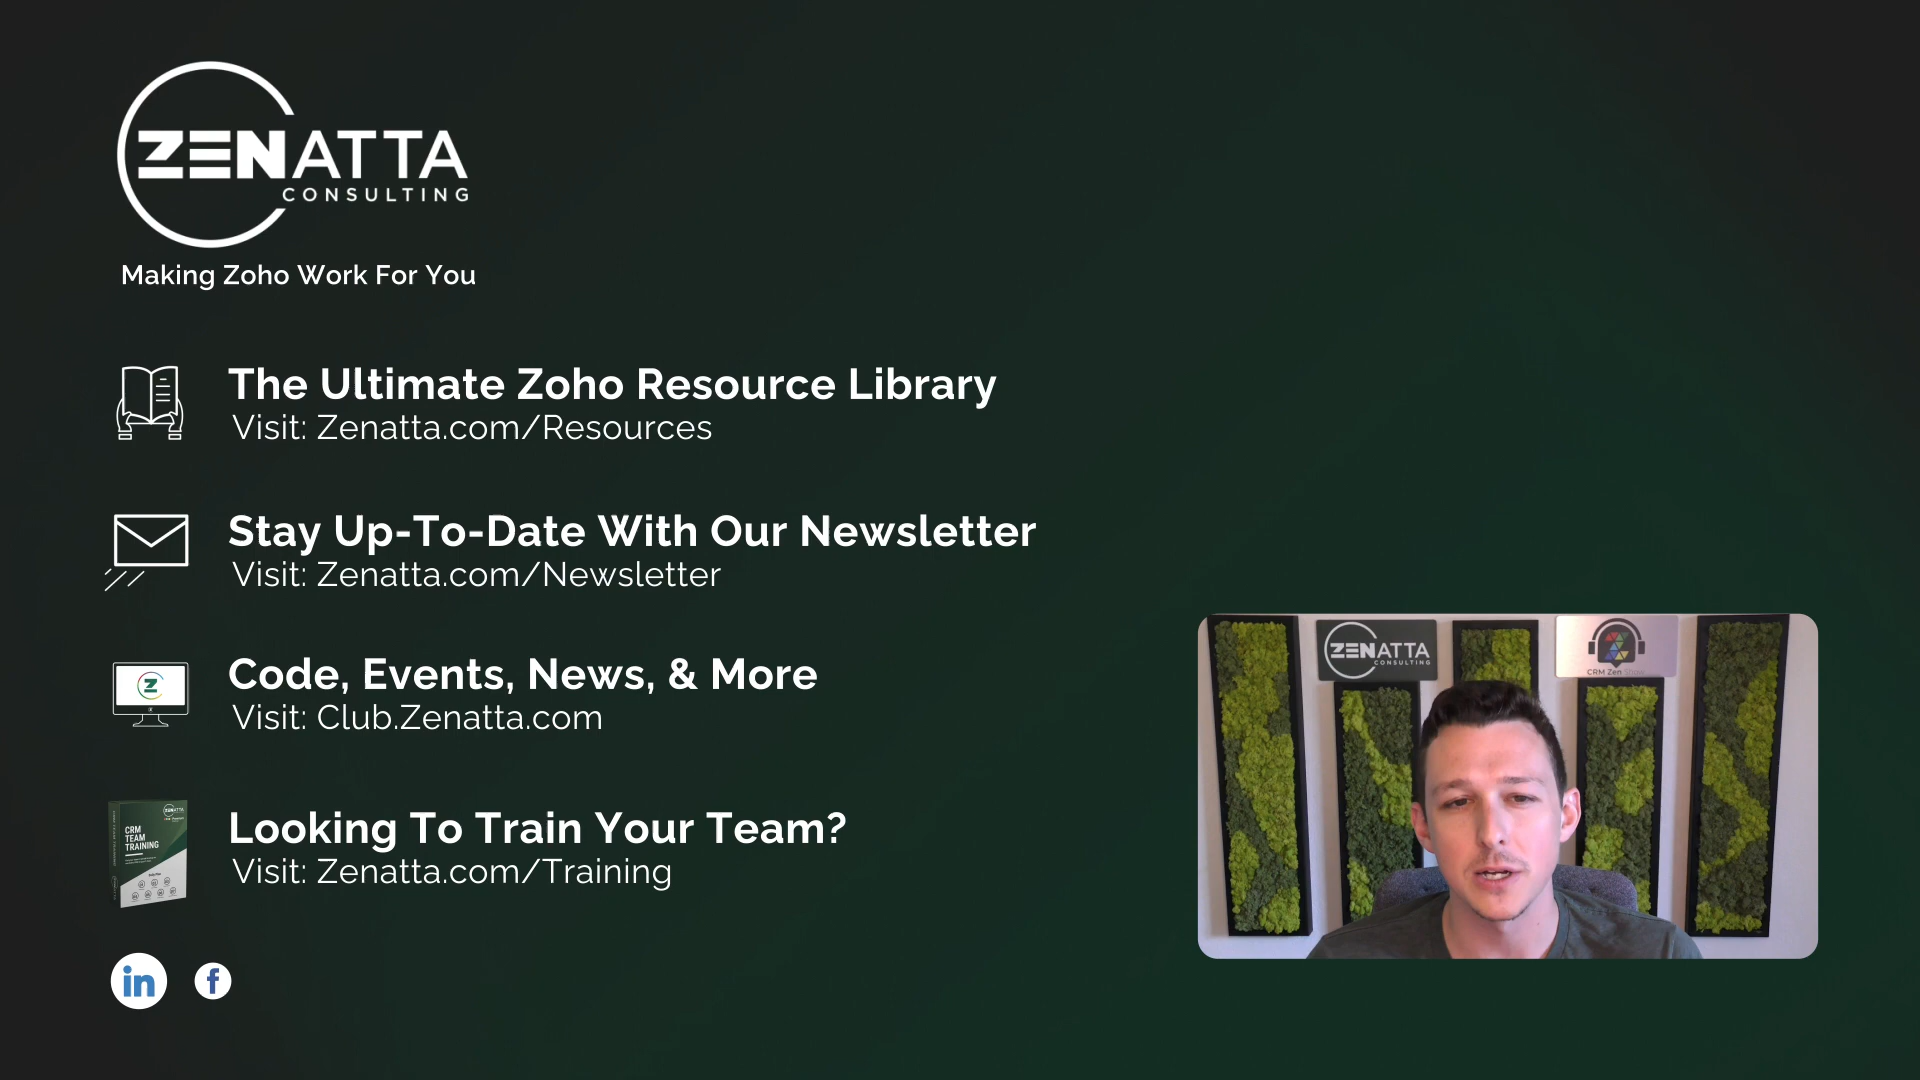 ZENATTA
CONSULTING
Making Zoho Work For You
The Ultimate Zoho Resource Library
Visit: Zenatta.com/Resources
Stay Up-To-Date With Our Newsletter
Visit: Zenatta.com/Newsletter
Code, Events, News, & More
Visit: Club.Zenatta.com
ZENATTA
CRM
TEAM
TRAINING
Looking To Train Your Team?
Visit: Zenatta.com/Training
in f
ZENATTA
CONSULTING
CRM Zen Show